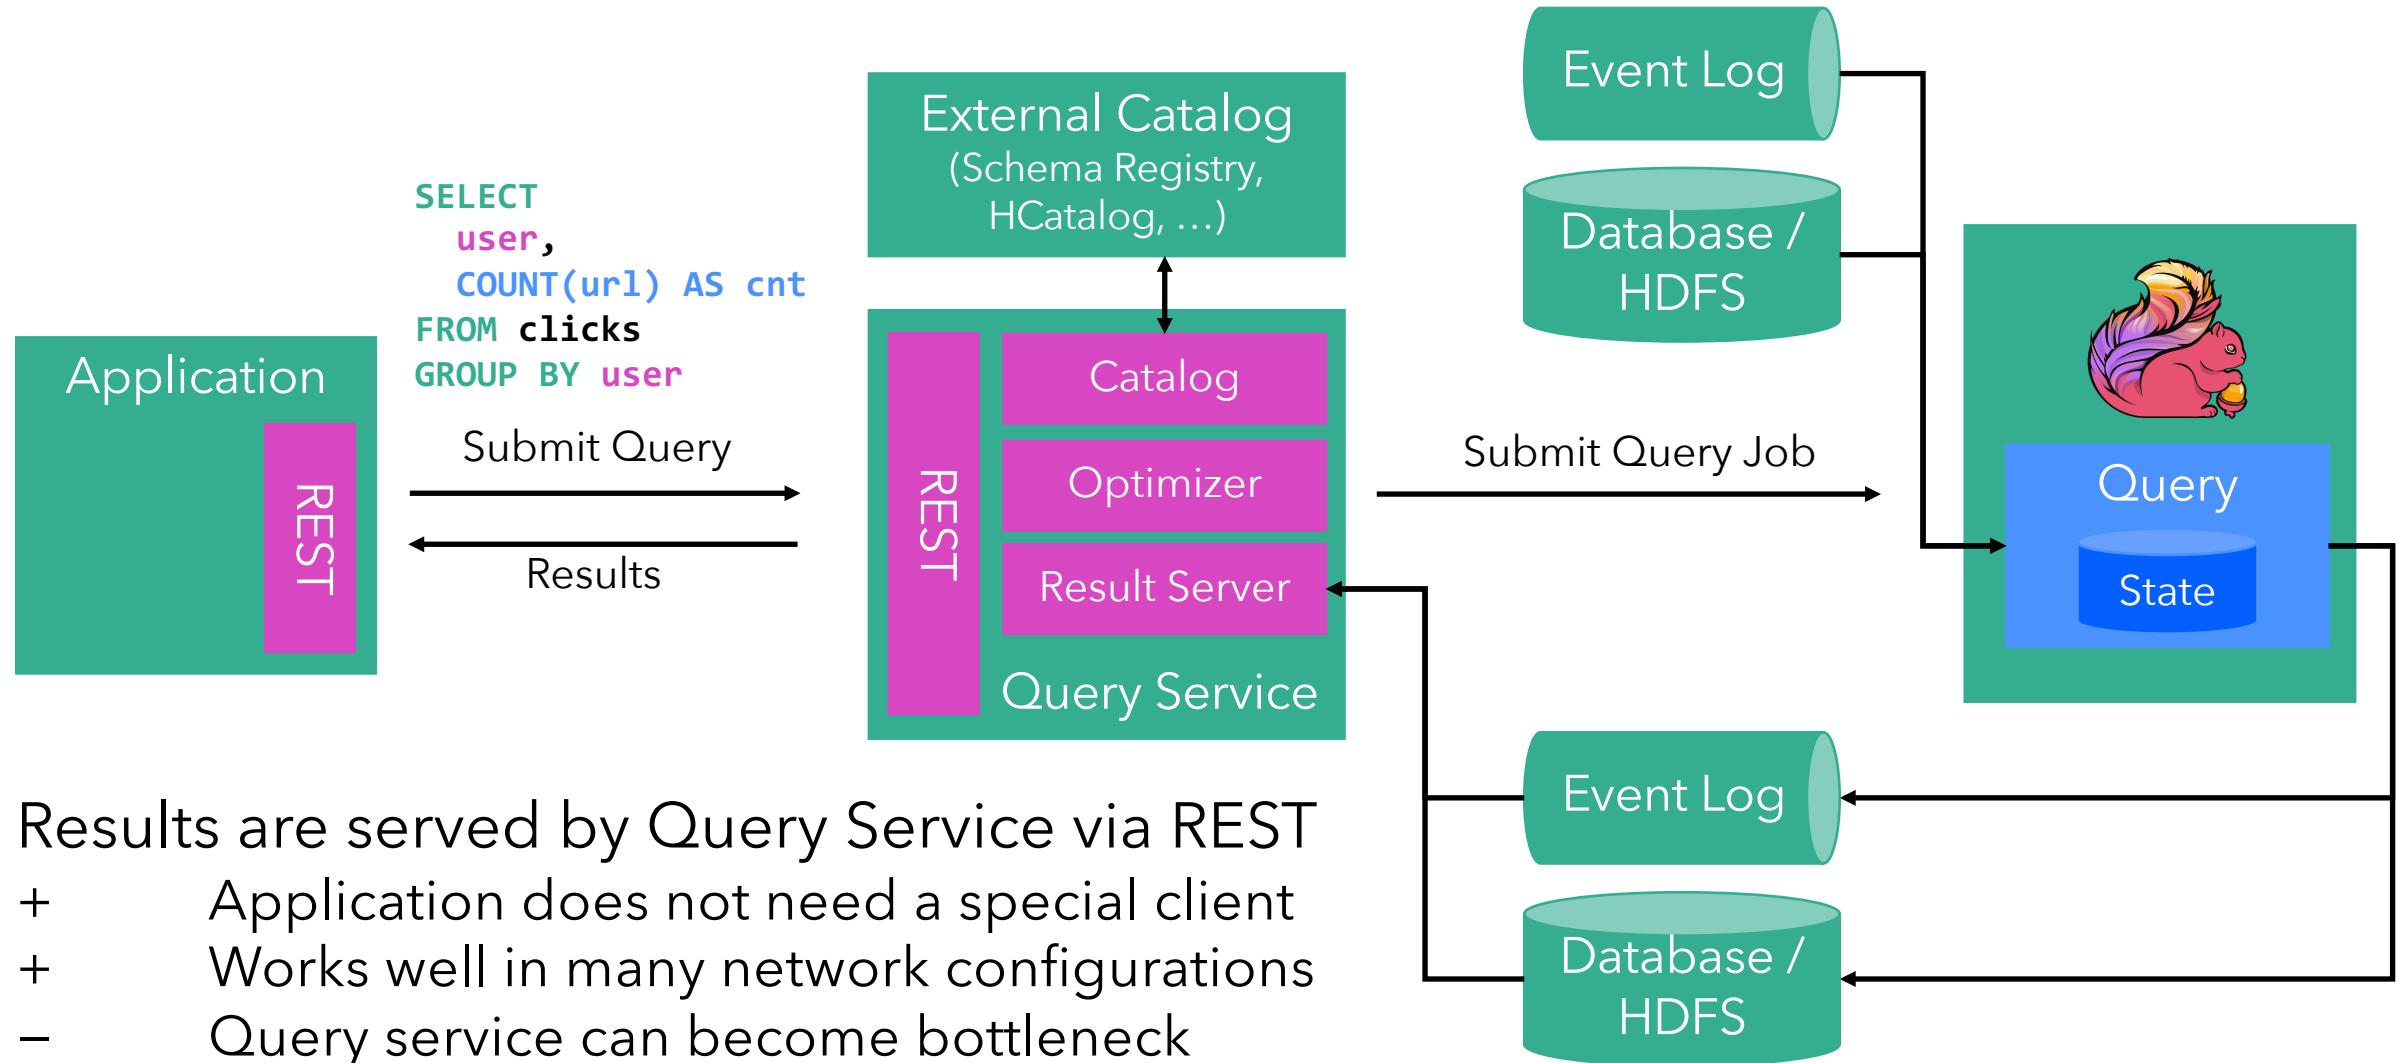 Event Log
External Catalog
(Schema Registry,
HCatalog, …)
SELECT
user,
COUNT(url) AS cnt
FROM clicks
GROUP BY user
Database /
HDFS
Application
REST
Submit Query
Results
REST
Catalog
Optimizer
Result Server
Query Service
Submit Query Job
Query
State
Event Log
Database /
HDFS
Results are served by Query Service via REST
+ Application does not need a special client
+ Works well in many network configurations
– Query service can become bottleneck